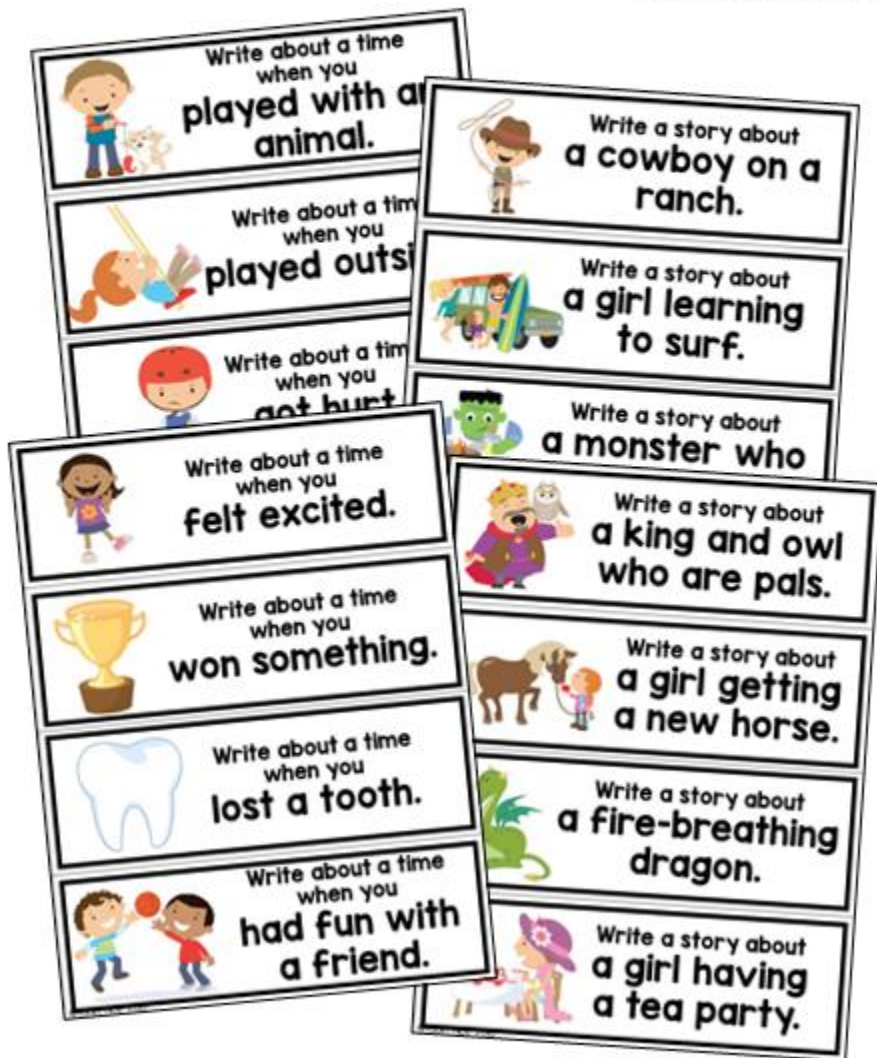 Write about a time
when you
played with an
animal.
Write about a time
when you
played outsi
Write about a time
when you
got hurt
Write a story about
a cowboy on a
ranch.
Write a story about
a girl learning
to surf.
Write a story about
a monster who
Write about a time
when you
felt excited.
Write about a time
when you
won something.
Write about a time
when you
lost a tooth.
Write about a time
when you
had fun with
a friend.
Write a story about
a king and owl
who are pals.
Write a story about
a girl getting
a new horse.
Write a story about
a fire-breathing
dragon.
Write a story about
a girl having
a tea party.